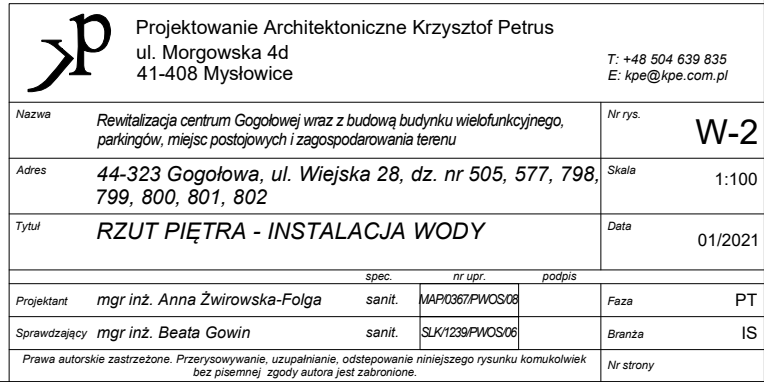 kp
Projektowanie Architektoniczne Krzysztof Petrus
ul. Morgowska 4d
41-408 Mysłowice
T: +48 504 639 835
E: kpe@kpe.com.pl
Nazwa
Rewitalizacja centrum Gogołowej wraz z budową budynku wielofunkcyjnego,
parkingów, miejsc postojowych i zagospodarowania terenu
Nr rys.
W-2
Adres
44-323 Gogołowa, ul. Wiejska 28, dz. nr 505, 577, 798,
799, 800, 801, 802
Skala
1:100
Tytuł
RZUT PIĘTRA - INSTALACJA WODY
Data
01/2021
spec. nr upr. podpis
Projektant mgr inż. Anna Żwirowska-Folga sanit. MAP/0367/PWOS/08 Faza PT
Sprawdzający mgr inż. Beata Gowin sanit. SLK/1239/PWOS/06 Branża IS
Prawa autorskie zastrzeżone. Przerysowywanie, uzupałnianie, odstepowanie niniejszego rysunku komukolwiek
bez pisemnej zgody autora jest zabronione.
Nr strony